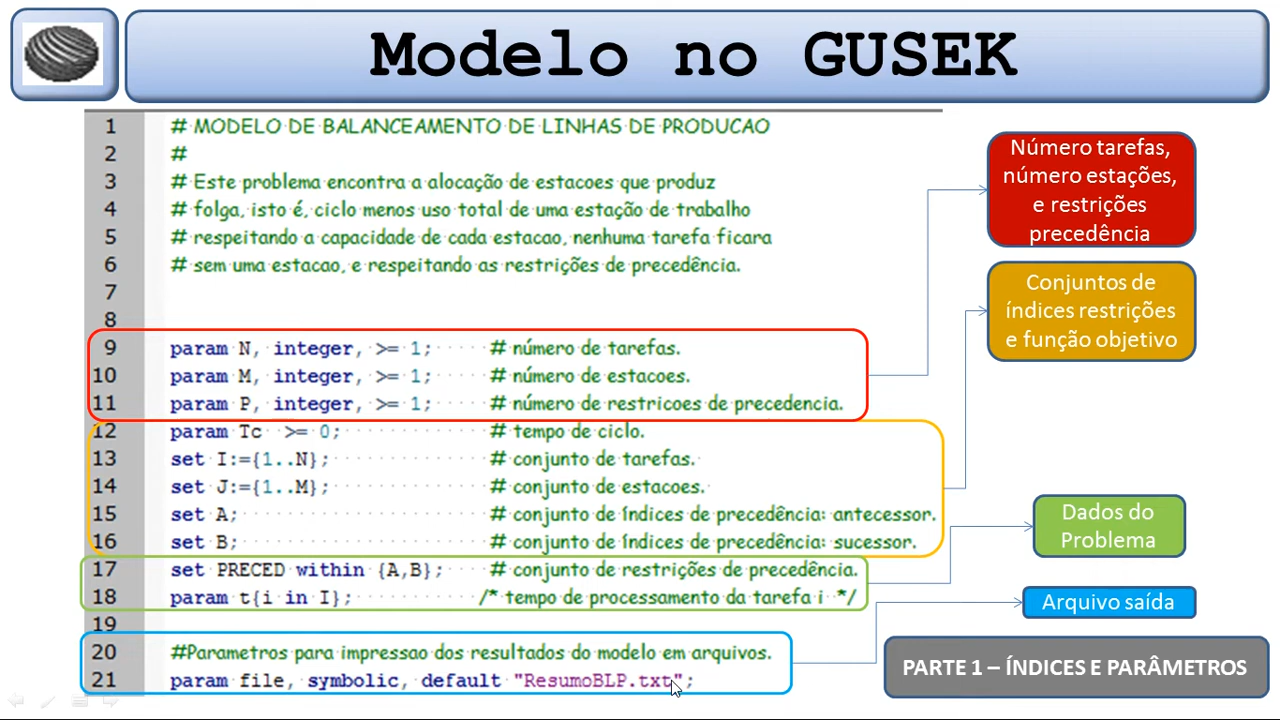 Modelo no GUSEK
1 # MODELO DE BALANCEAMENTO DE LINHAS DE PRODUCAO
2 #
3 # Este problema encontra a alocação de estacoes que produz
4 # folga, isto é, ciclo menos uso total de uma estação de trabalho
5 # respeitando a capacidade de cada estacao, nenhuma tarefa ficara
6 # sem uma estacao, e respeitando as restrições de precedência.
7
8
9 param N, integer, >= 1; # número de tarefas.
10 param M, integer, >= 1; # número de estacoes.
11 param P, integer, >= 1; # número de restricoes de precedencia.
12 param Tc >= 0; # tempo de ciclo.
13 set I:={1..N}; # conjunto de tarefas.
14 set J:={1..M}; # conjunto de estacoes.
15 set A; # conjunto de índices de precedência: antecessor.
16 set B; # conjunto de índices de precedência: sucessor.
17 set PRECED within {A,B}; # conjunto de restrições de precedência.
18 param t{i in I}; /* tempo de processamento da tarefa i */
19
20 #Parametros para impressao dos resultados do modelo em arquivos.
21 param file, symbolic, default "ResumoBLP.txt";
Número tarefas,
número estações,
e restrições
precedência
Conjuntos de
índices restrições
e função objetivo
Dados do
Problema
Arquivo saída
PARTE 1 – ÍNDICES E PARÂMETROS